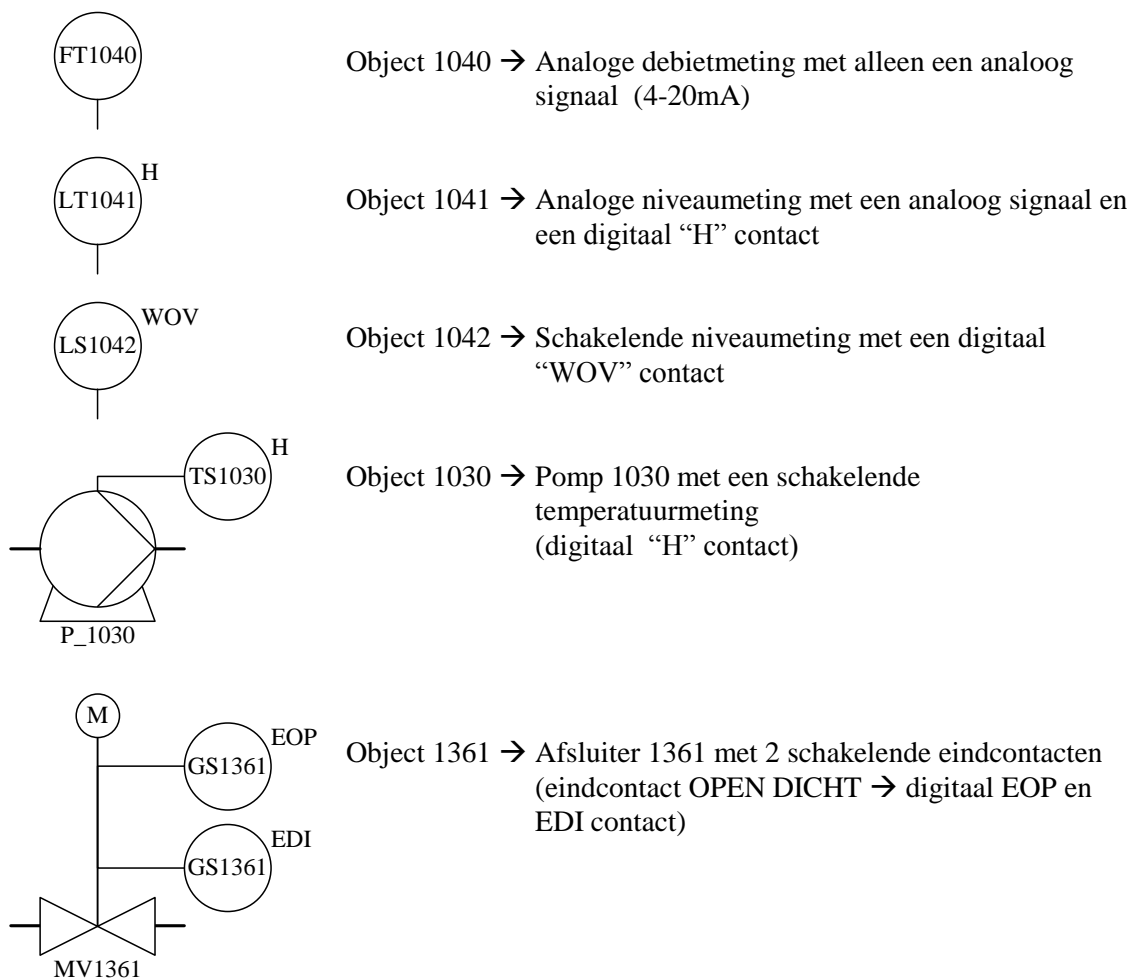 FT1040
Object 1040 → Analoge debietmeting met alleen een analoog
signaal (4-20mA)
H
LT1041
Object 1041 → Analoge niveaumeting met een analoog signaal en
een digitaal “H” contact
WOV
LS1042
Object 1042 → Schakelende niveaumeting met een digitaal
“WOV” contact
H
TS1030
Object 1030 → Pomp 1030 met een schakelende
temperatuurmeting
(digitaal “H” contact)
P_1030
M
EOP
GS1361
Object 1361 → Afsluiter 1361 met 2 schakelende eindcontacten
(eindcontact OPEN DICHT → digitaal EOP en
EDI contact)
EDI
GS1361
MV1361